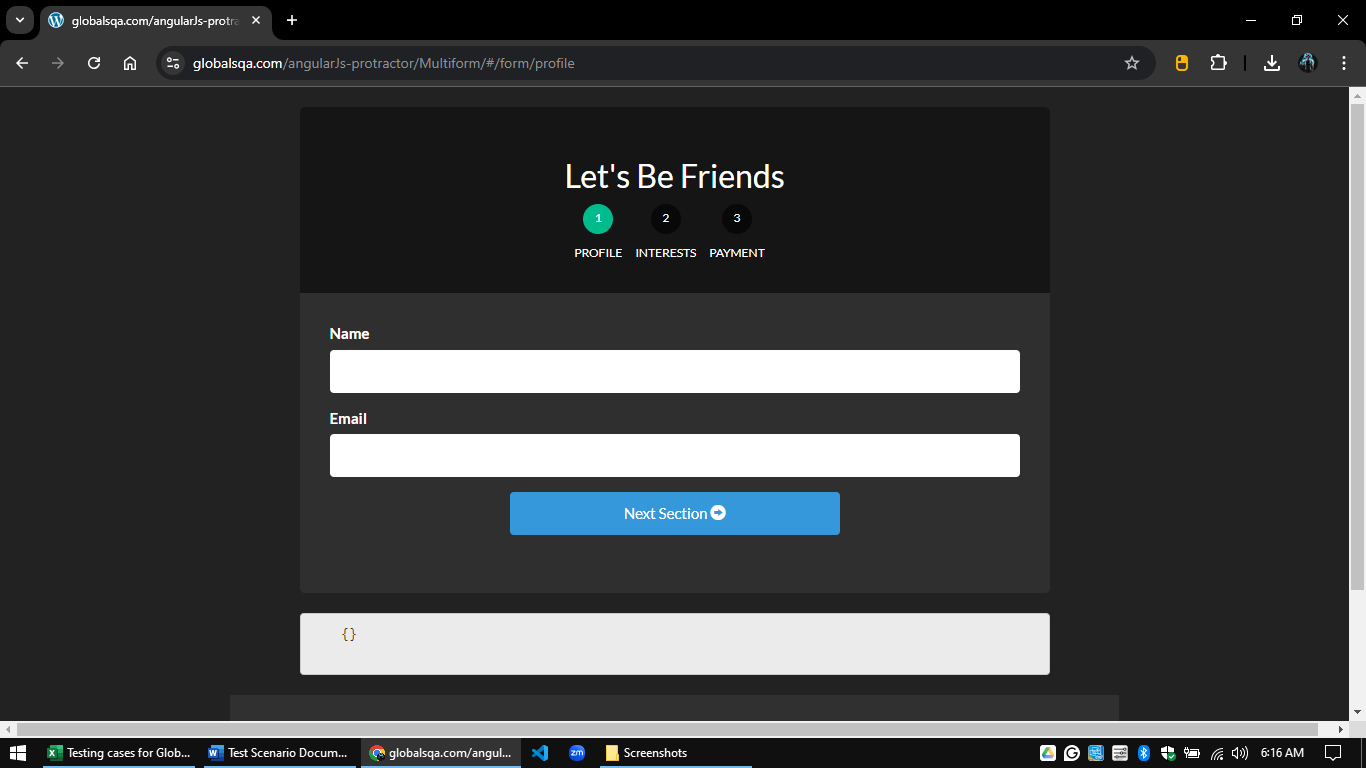 globalsqa.com/angularJs-protra
globalsqa.com/angularJs-protractor/Multiform/#/form/profile
Let's Be Friends
1 2 3
PROFILE INTERESTS PAYMENT
Name
Email
Next Section
{}
Testing cases for Glob... Test Scenario Docum... globalsqa.com/angul... zm Screenshots 6:16 AM